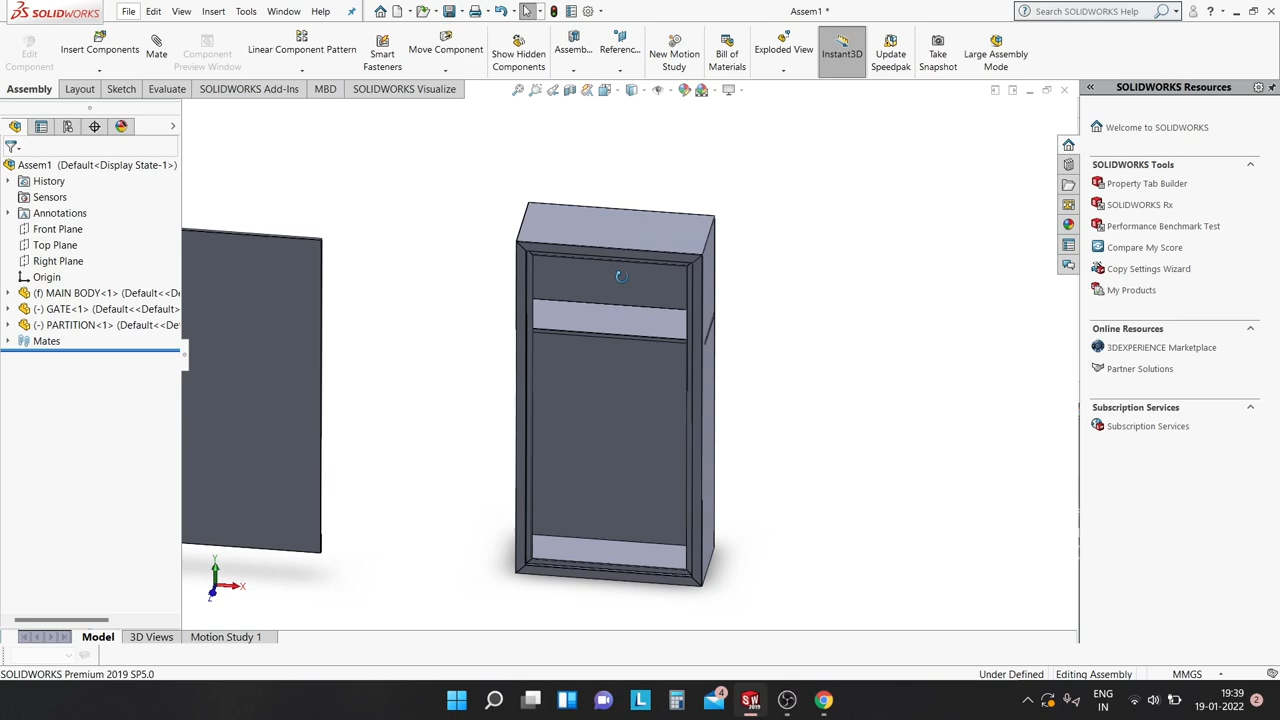 SOLIDWORKS File Edit View Insert Tools Window Help Assem1 * Search SOLIDWORKS Help
Edit Component
Insert Components
Mate
Component Preview Window
Linear Component Pattern
Smart Fasteners
Move Component
Show Hidden Components
Assemb...
Referenc...
New Motion Study
Bill of Materials
Exploded View
Instant3D
Update Speedpak
Take Snapshot
Large Assembly Mode
Assembly Layout Sketch Evaluate SOLIDWORKS Add-Ins MBD SOLIDWORKS Visualize
SOLIDWORKS Resources
Assem1 (Default<Display State-1>)
History
Sensors
Annotations
Front Plane
Top Plane
Right Plane
Origin
(f) MAIN BODY<1> (Default<<De
(-) GATE<1> (Default<<Default>
(-) PARTITION<1> (Default<<De
Mates
Y
X
Z
Welcome to SOLIDWORKS
SOLIDWORKS Tools
Property Tab Builder
SOLIDWORKS Rx
Performance Benchmark Test
Compare My Score
Copy Settings Wizard
My Products
Online Resources
3DEXPERIENCE Marketplace
Partner Solutions
Subscription Services
Subscription Services
Model 3D Views Motion Study 1
SOLIDWORKS Premium 2019 SP5.0 Under Defined Editing Assembly MMGS
4
SW
2019
L
ENG
IN
19:39
19-01-2022
2